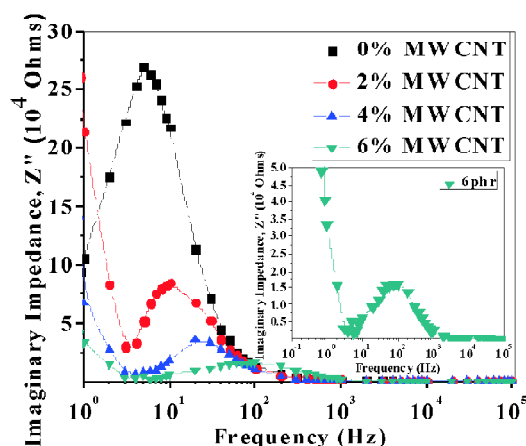 Imaginary Impedance, Z" (10⁴ Ohms)
30
25
20
15
10
5
0% MWCNT
2% MWCNT
4% MWCNT
6% MWCNT
Imaginary Impedance, Z" (10⁴ Ohms)
5.0
4.5
4.0
3.5
3.0
2.5
2.0
1.5
1.0
0.5
6phr
10⁻¹ 10⁰ 10¹ 10² 10³ 10⁴ 10⁵
Frequency (Hz)
10⁰ 10¹ 10² 10³ 10⁴ 10⁵
Frequency (Hz)